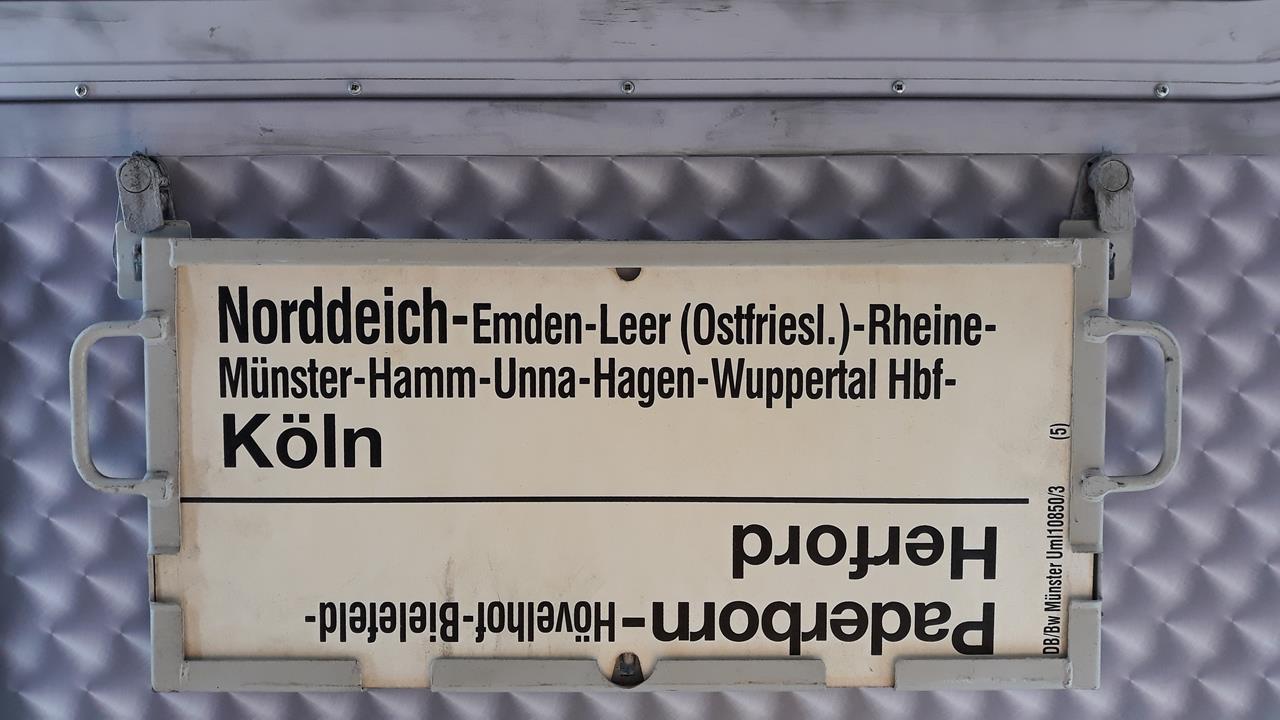 Norddeich-Emden-Leer (Ostfriesl.)-Rheine-
Münster-Hamm-Unna-Hagen-Wuppertal Hbf-
Köln
Paderborn-Hövelhof-Bielefeld-
Herford
DB/Bw Münster Uml10850/3 (5)